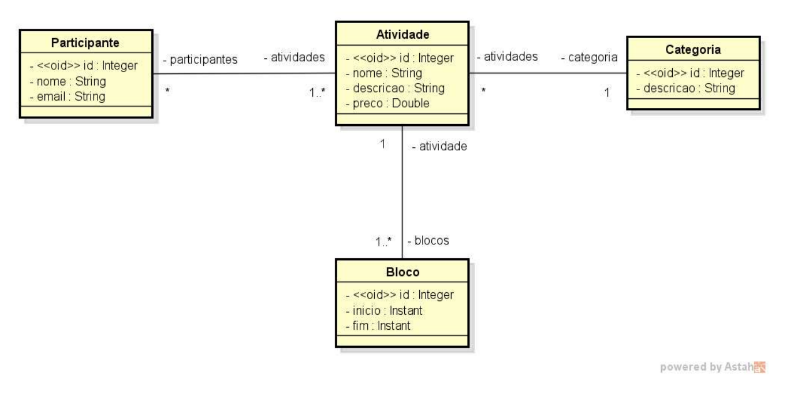 Participante
- <<oid>> id : Integer
- nome : String
- email : String
- participantes
*
- atividades
1..*
Atividade
- <<oid>> id : Integer
- nome : String
- descricao : String
- preco : Double
- atividades
*
- categoria
1
Categoria
- <<oid>> id : Integer
- descricao : String
1
- atividade
1..*
- blocos
Bloco
- <<oid>> id : Integer
- inicio : Instant
- fim : Instant
powered by Astah